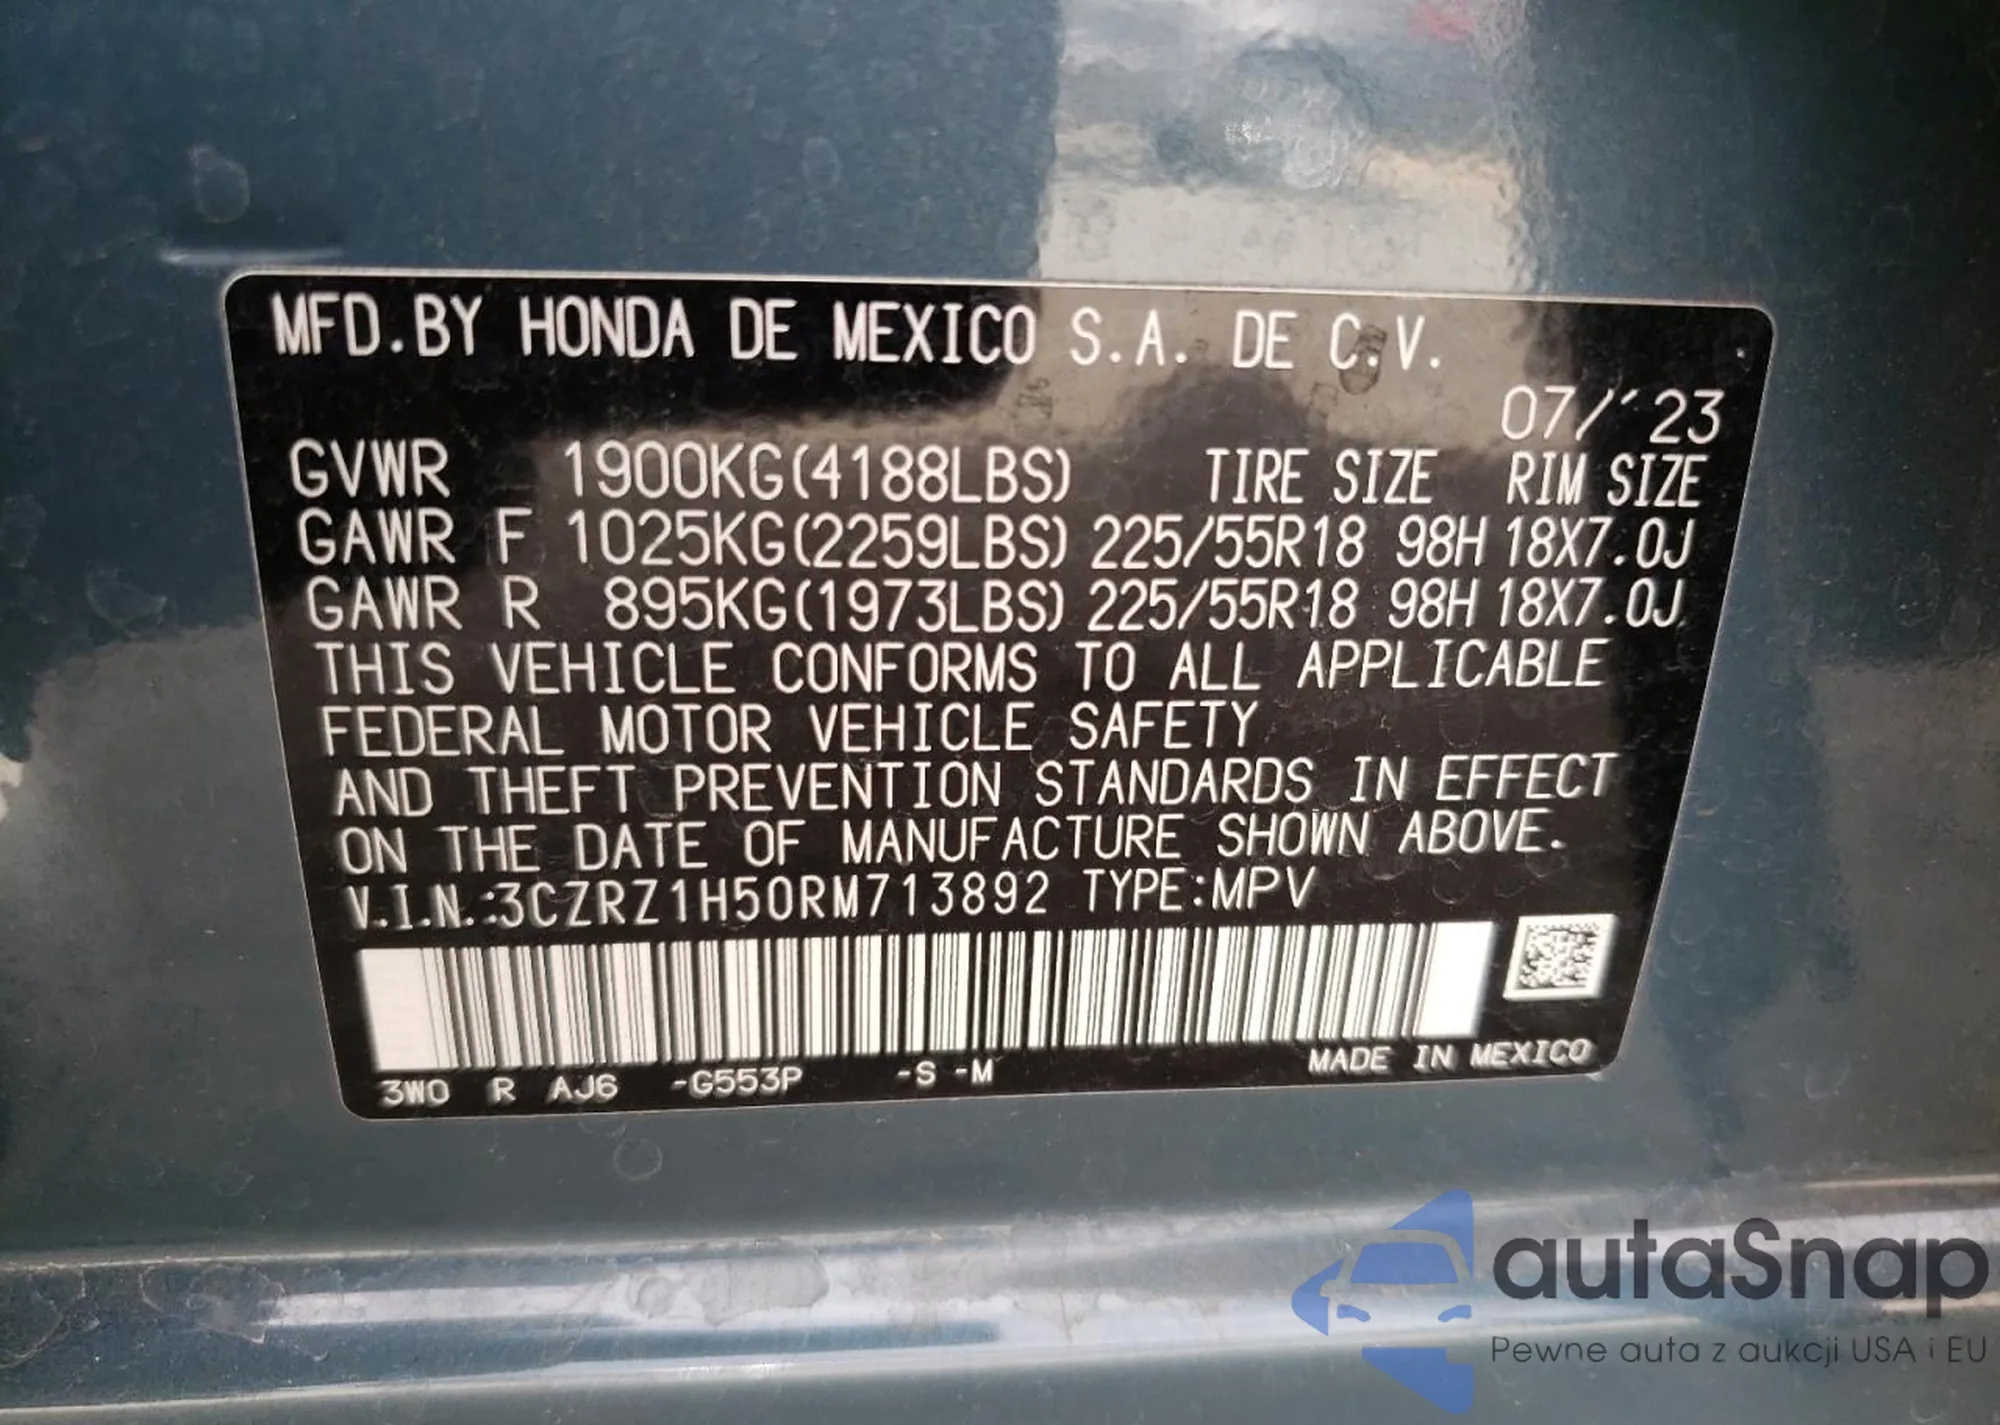 MFD.BY HONDA DE MEXICO S.A. DE C.V.
07/´23
GVWR 1900KG(4188LBS) TIRE SIZE RIM SIZE
GAWR F 1025KG(2259LBS) 225/55R18 98H 18X7.0J
GAWR R 895KG(1973LBS) 225/55R18 98H 18X7.0J
THIS VEHICLE CONFORMS TO ALL APPLICABLE
FEDERAL MOTOR VEHICLE SAFETY
AND THEFT PREVENTION STANDARDS IN EFFECT
ON THE DATE OF MANUFACTURE SHOWN ABOVE.
V.I.N.:3CZRZ1H50RM713892 TYPE:MPV
3W0 R AJ6 -G553P -S -M MADE IN MEXICO
autaSnap
Pewne auta z aukcji USA i EU